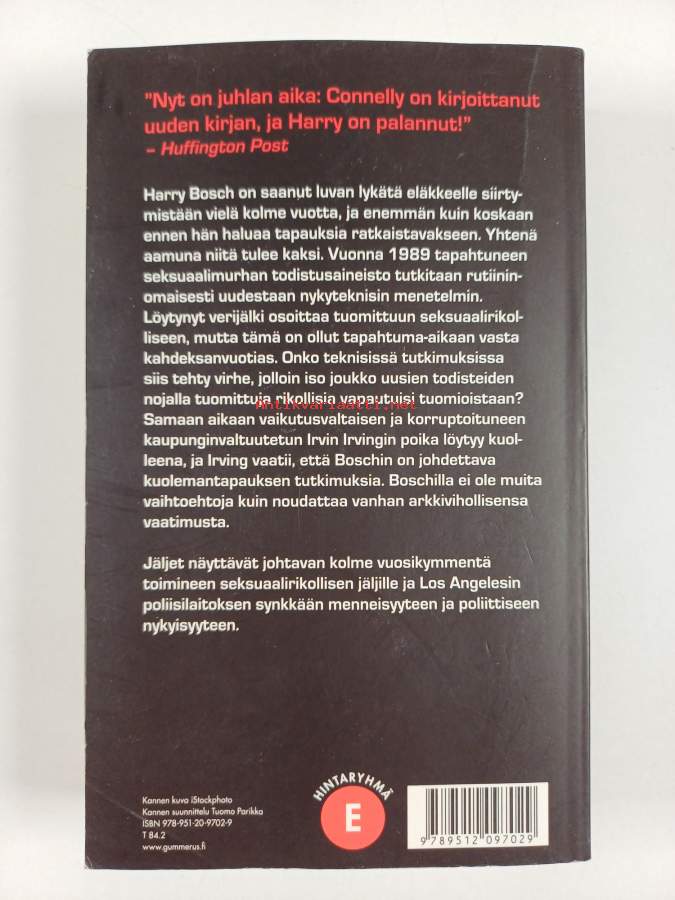 "Nyt on juhlan aika: Connelly on kirjoittanut
uuden kirjan, ja Harry on palannut!"
– Huffington Post
Harry Bosch on saanut luvan lykätä eläkkeelle siirty-
mistään vielä kolme vuotta, ja enemmän kuin koskaan
ennen hän haluaa tapauksia ratkaistavakseen. Yhtenä
aamuna niitä tulee kaksi. Vuonna 1989 tapahtuneen
seksuaalimurhan todistusaineisto tutkitaan rutiinin-
omaisesti uudestaan nykyteknisin menetelmin.
Löytynyt verijälki osoittaa tuomittuun seksuaalirikol-
liseen, mutta tämä on ollut tapahtuma-aikaan vasta
kahdeksanvuotias. Onko teknisissä tutkimuksissa
siis tehty virhe, jolloin iso joukko uusien todisteiden
nojalla tuomittuja rikollisia vapautuisi tuomioistaan?
Antikvariaatti.net
Samaan aikaan vaikutusvaltaisen ja korruptoituneen
kaupunginvaltuutetun Irvin Irvingin poika löytyy kuol-
leena, ja Irving vaatii, että Boschin on johdettava
kuolemantapauksen tutkimuksia. Boschilla ei ole muita
vaihtoehtoja kuin noudattaa vanhan arkkivihollisensa
vaatimusta.
Jäljet näyttävät johtavan kolme vuosikymmentä
toimineen seksuaalirikollisen jäljille ja Los Angelesin
poliisilaitoksen synkkään menneisyyteen ja poliittiseen
nykyisyyteen.
Kannen kuva iStockphoto
Kannen suunnittelu Tuomo Parikka
ISBN 978-951-20-9702-9
T 84.2
www.gummerus.fi
HINTARYHMÄ
E
9 789512 097029